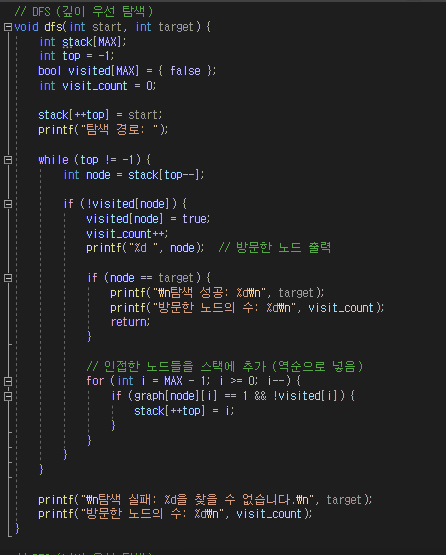 // DFS (깊이 우선 탐색)
void dfs(int start, int target) {
    int stack[MAX];
    int top = -1;
    bool visited[MAX] = { false };
    int visit_count = 0;

    stack[++top] = start;
    printf("탐색 경로: ");

    while (top != -1) {
        int node = stack[top--];

        if (!visited[node]) {
            visited[node] = true;
            visit_count++;
            printf("%d ", node);  // 방문한 노드 출력

            if (node == target) {
                printf("₩n탐색 성공: %d₩n", target);
                printf("방문한 노드의 수: %d₩n", visit_count);
                return;
            }

            // 인접한 노드들을 스택에 추가 (역순으로 넣음)
            for (int i = MAX - 1; i >= 0; i--) {
                if (graph[node][i] == 1 && !visited[i]) {
                    stack[++top] = i;
                }
            }
        }
    }

    printf("₩n탐색 실패: %d을 찾을 수 없습니다.₩n", target);
    printf("방문한 노드의 수: %d₩n", visit_count);
}